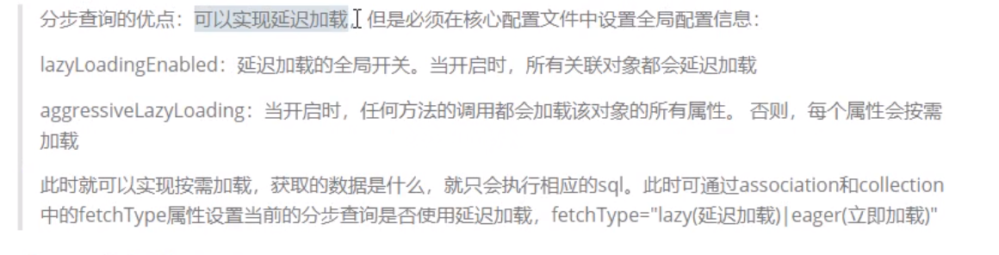 分步查询的优点：可以实现延迟加载，但是必须在核心配置文件中设置全局配置信息：
lazyLoadingEnabled：延迟加载的全局开关。当开启时，所有关联对象都会延迟加载
aggressiveLazyLoading：当开启时，任何方法的调用都会加载该对象的所有属性。 否则，每个属性会按需
加载
此时就可以实现按需加载，获取的数据是什么，就只会执行相应的sql。此时可通过association和collection
中的fetchType属性设置当前的分步查询是否使用延迟加载，fetchType="lazy(延迟加载)|eager(立即加载)"